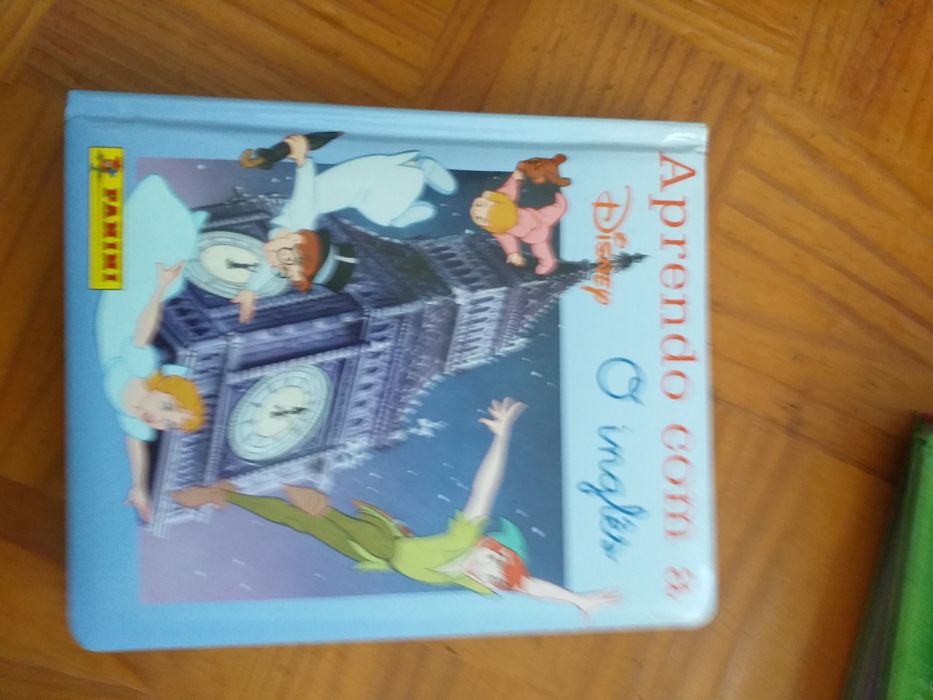 Aprendo com a
Disney
O inglês
PANINI